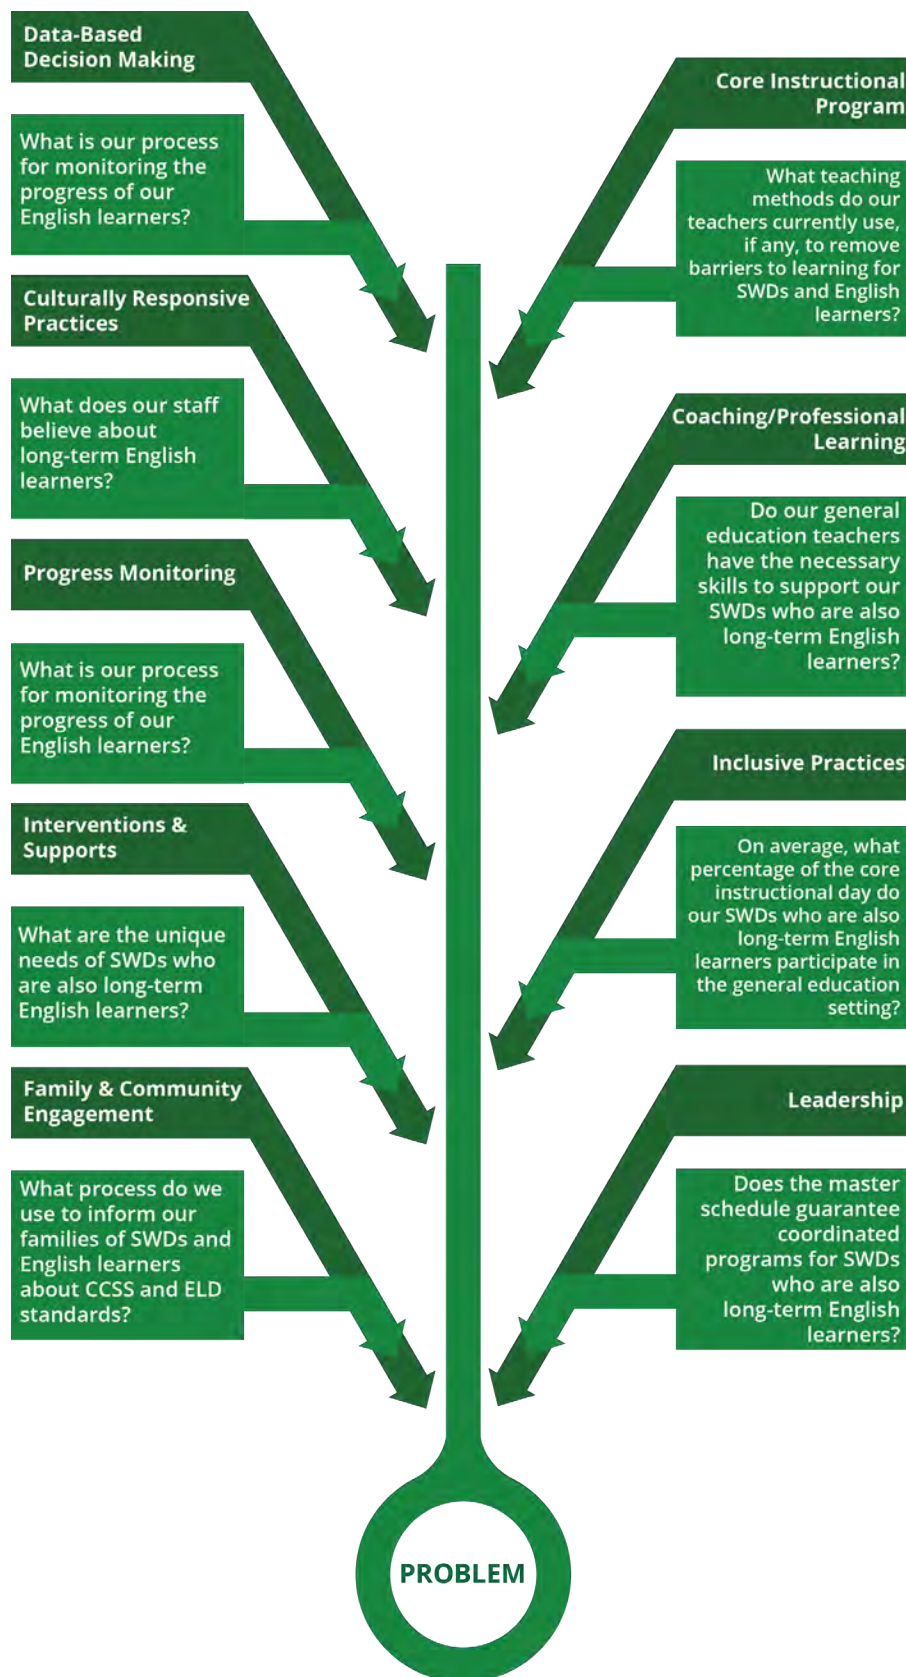 Data-Based
Decision Making
What is our process
for monitoring the
progress of our
English learners?
Culturally Responsive
Practices
What does our staff
believe about
long-term English
learners?
Progress Monitoring
What is our process
for monitoring the
progress of our
English learners?
Interventions &
Supports
What are the unique
needs of SWDs who
are also long-term
English learners?
Family & Community
Engagement
What process do we
use to inform our
families of SWDs and
English learners
about CCSS and ELD
standards?
Core Instructional
Program
What teaching
methods do our
teachers currently use,
if any, to remove
barriers to learning for
SWDs and English
learners?
Coaching/Professional
Learning
Do our general
education teachers
have the necessary
skills to support our
SWDs who are also
long-term English
learners?
Inclusive Practices
On average, what
percentage of the core
instructional day do
our SWDs who are also
long-term English
learners participate in
the general education
setting?
Leadership
Does the master
schedule guarantee
coordinated
programs for SWDs
who are also
long-term English
learners?
PROBLEM